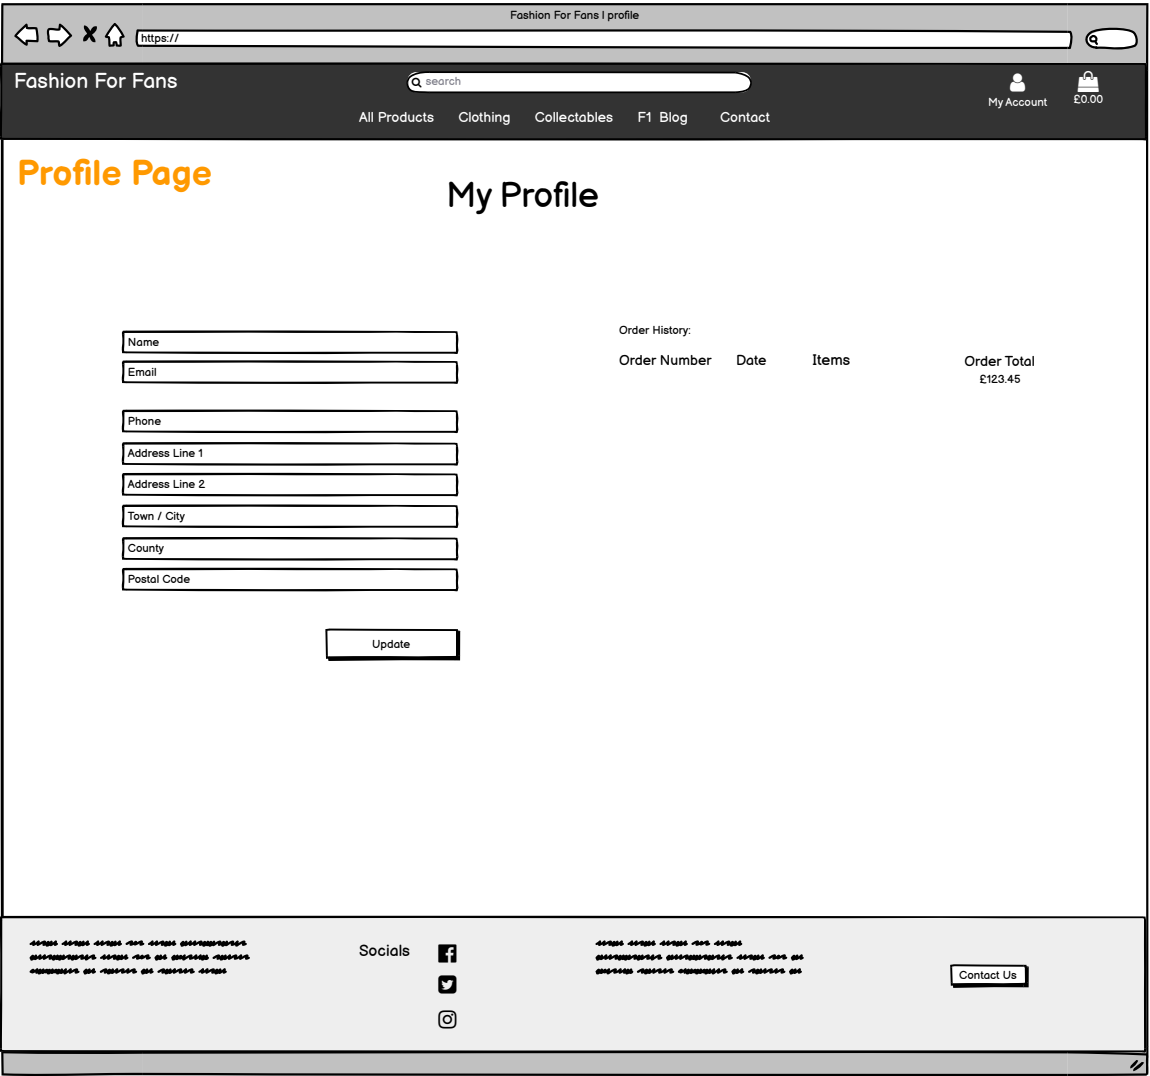 Fashion For Fans | profile
https://
Fashion For Fans
search
My Account
£0.00
All Products Clothing Collectables F1 Blog Contact
Profile Page
My Profile
Name
Email
Phone
Address Line 1
Address Line 2
Town / City
County
Postal Code
Update
Order History:
Order Number Date Items Order Total
£123.45
Socials
Contact Us